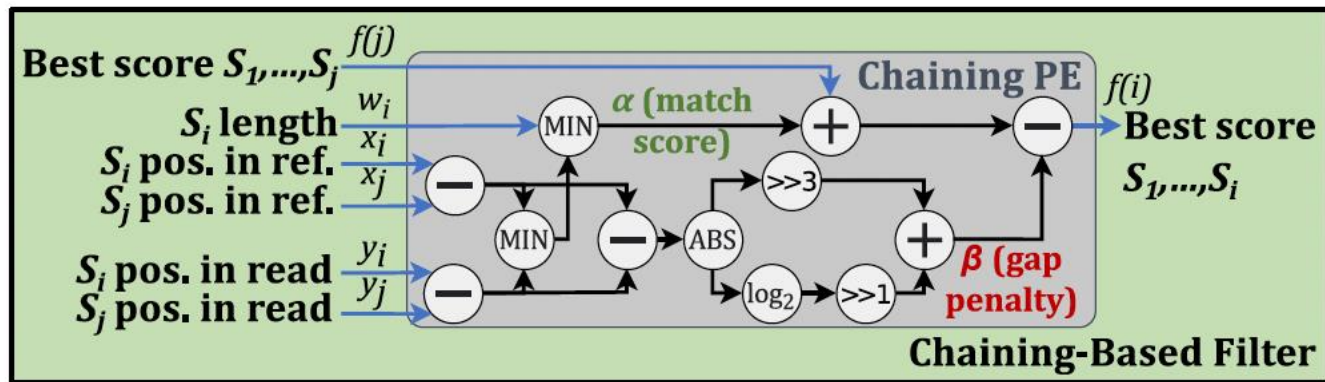 Best score S₁,...,Sⱼ f(j)
Chaining PE
wᵢ
Sᵢ length
MIN
α (match score)
+
−
f(i)
Best score S₁,...,Sᵢ
xᵢ
Sᵢ pos. in ref.
xⱼ
Sⱼ pos. in ref.
−
>>3
MIN
−
ABS
+
yᵢ
Sᵢ pos. in read
yⱼ
Sⱼ pos. in read
−
log₂
>>1
β (gap penalty)
Chaining-Based Filter